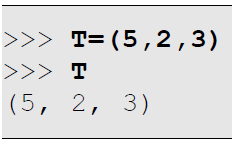 >>> T=(5,2,3)
>>> T
(5, 2, 3)